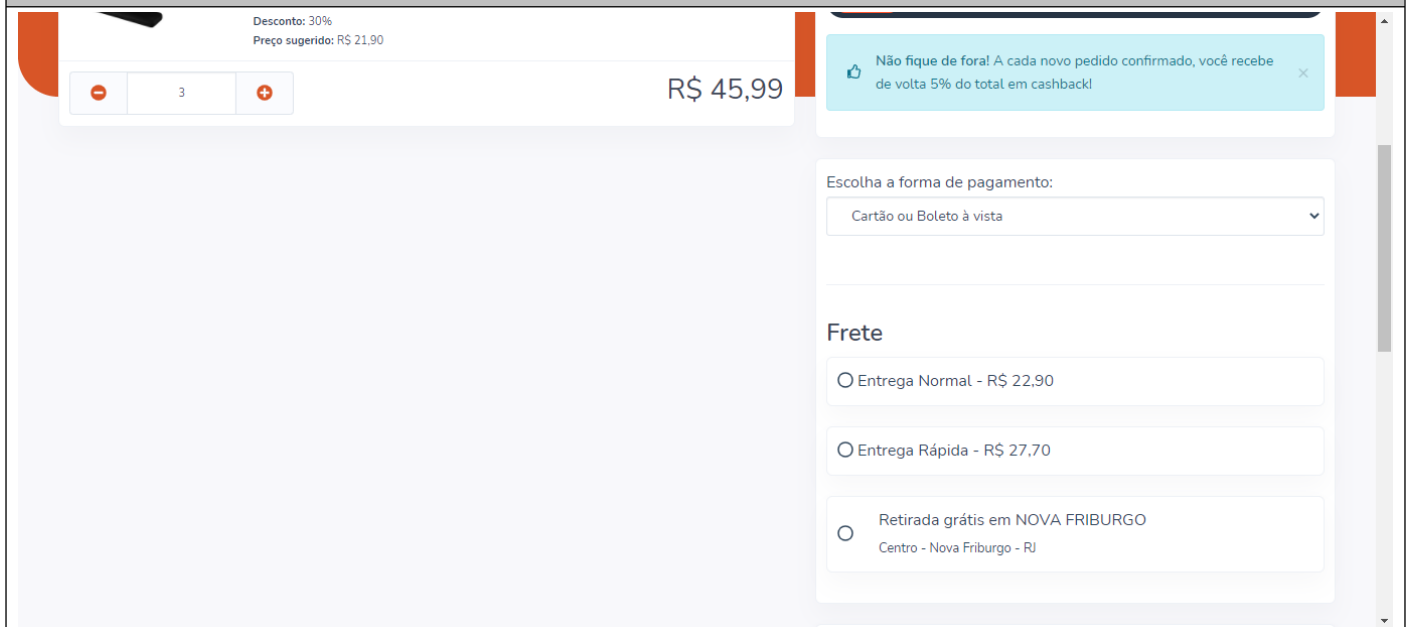 Desconto: 30%
Preço sugerido: R$ 21,90
3
R$ 45,99
Não fique de fora! A cada novo pedido confirmado, você recebe
de volta 5% do total em cashback!
×
Escolha a forma de pagamento:
Cartão ou Boleto à vista
Frete
Entrega Normal - R$ 22,90
Entrega Rápida - R$ 27,70
Retirada grátis em NOVA FRIBURGO
Centro - Nova Friburgo - RJ